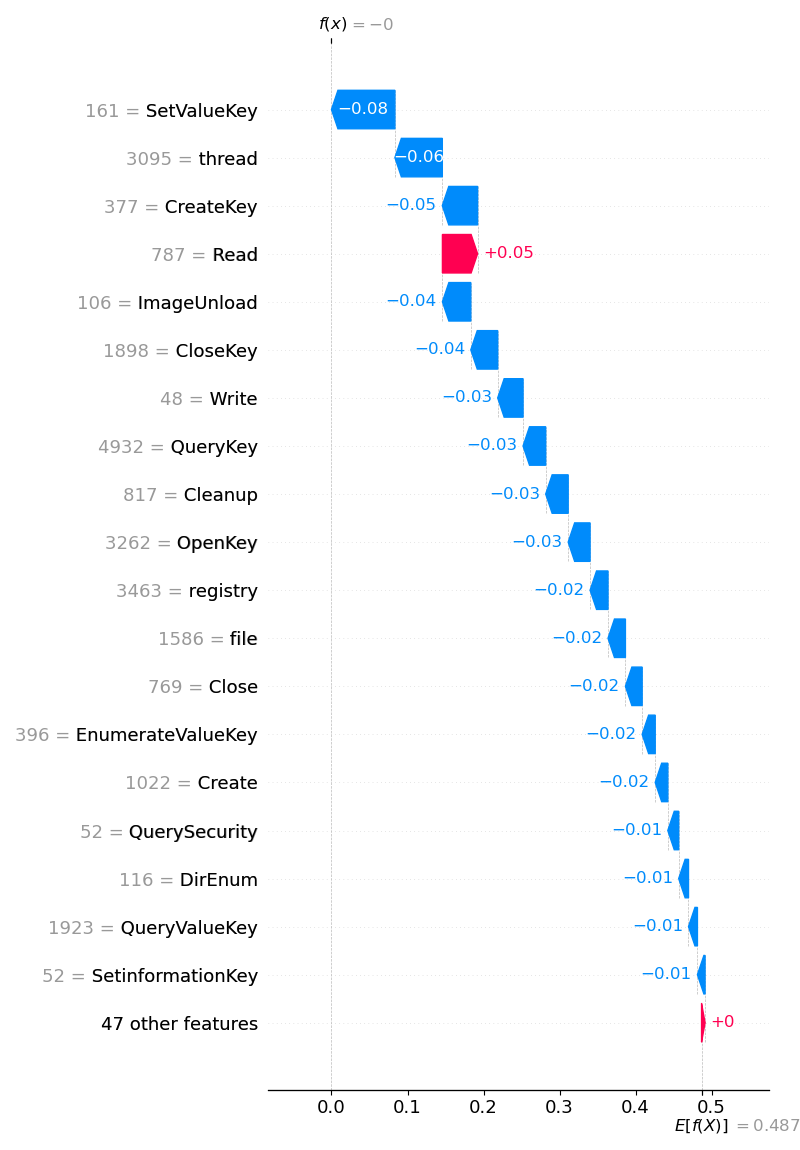 f(x) = −0
161 = SetValueKey −0.08
3095 = thread −0.06
377 = CreateKey −0.05
787 = Read +0.05
106 = ImageUnload −0.04
1898 = CloseKey −0.04
48 = Write −0.03
4932 = QueryKey −0.03
817 = Cleanup −0.03
3262 = OpenKey −0.03
3463 = registry −0.02
1586 = file −0.02
769 = Close −0.02
396 = EnumerateValueKey −0.02
1022 = Create −0.02
52 = QuerySecurity −0.01
116 = DirEnum −0.01
1923 = QueryValueKey −0.01
52 = SetinformationKey −0.01
47 other features +0
0.0 0.1 0.2 0.3 0.4 0.5
E[f(X)] = 0.487